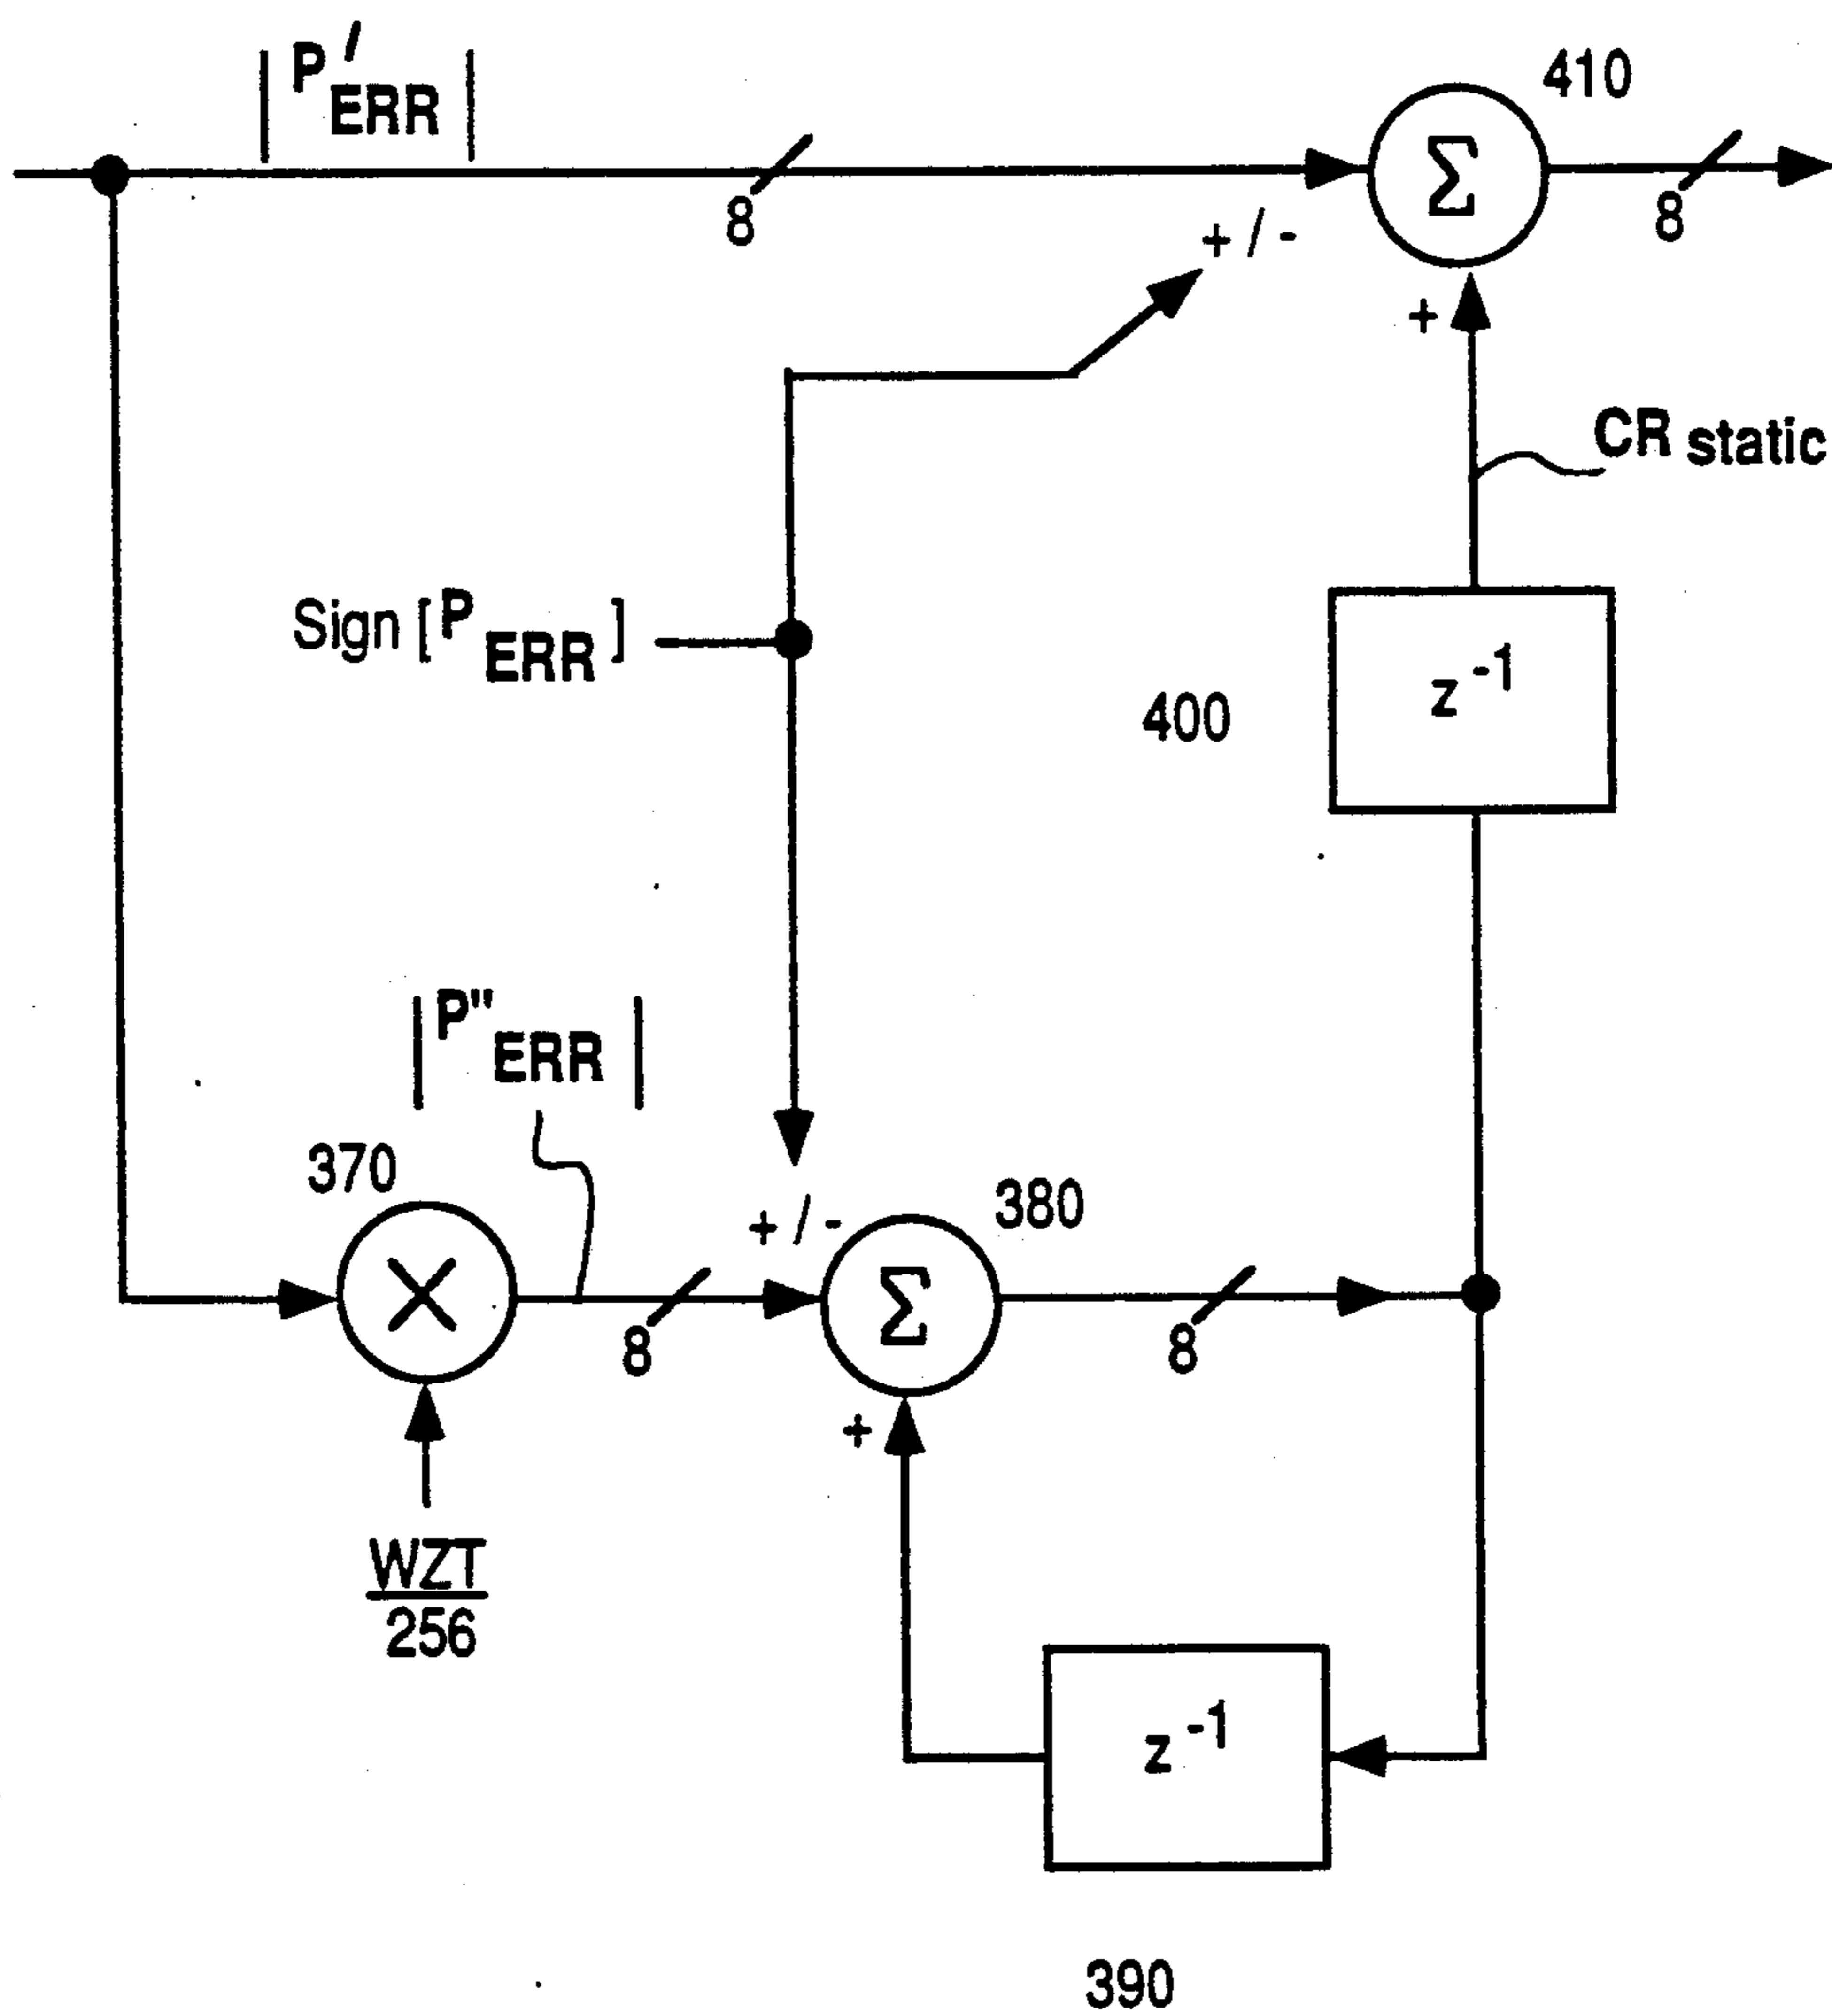 |P'ERR|
410
Σ
8
8
+/-
+
CR static
Sign [PERR]
z-1
400
|P"ERR|
370
380
+/-
X
Σ
8
8
+
WZT
256
z-1
390